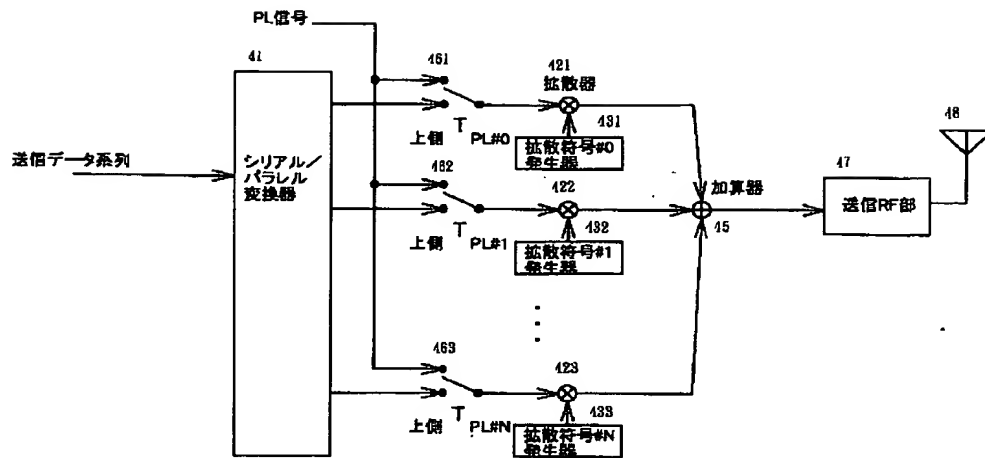 PL信号
41
461
421
拡散器
431
上側
T PL#0
拡散符号#0
発生器
送信データ系列
シリアル/
パラレル
変換器
462
422
432
上側
T PL#1
拡散符号#1
発生器
加算器
45
47
送信RF部
48
463
423
433
上側
T PL#N
拡散符号#N
発生器